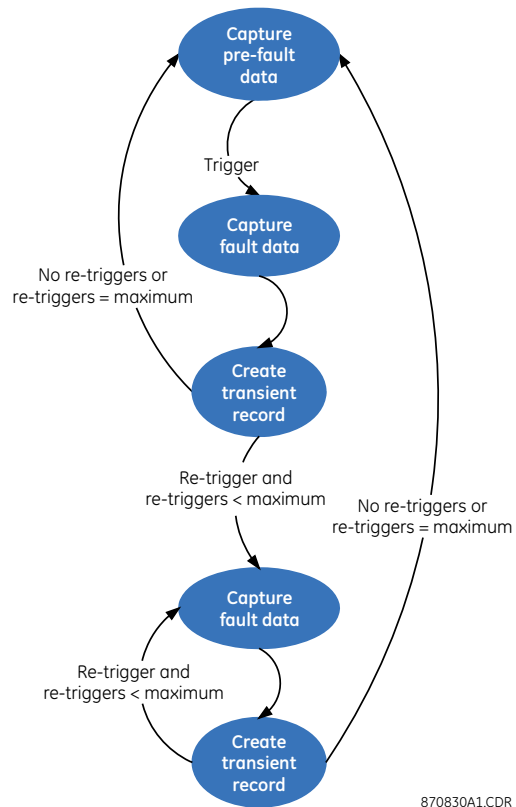 Capture
pre-fault
data
Trigger
Capture
fault data
No re-triggers or
re-triggers = maximum
Create
transient
record
Re-trigger and
re-triggers < maximum
No re-triggers or
re-triggers = maximum
Capture
fault data
Re-trigger and
re-triggers < maximum
Create
transient
record
870830A1.CDR